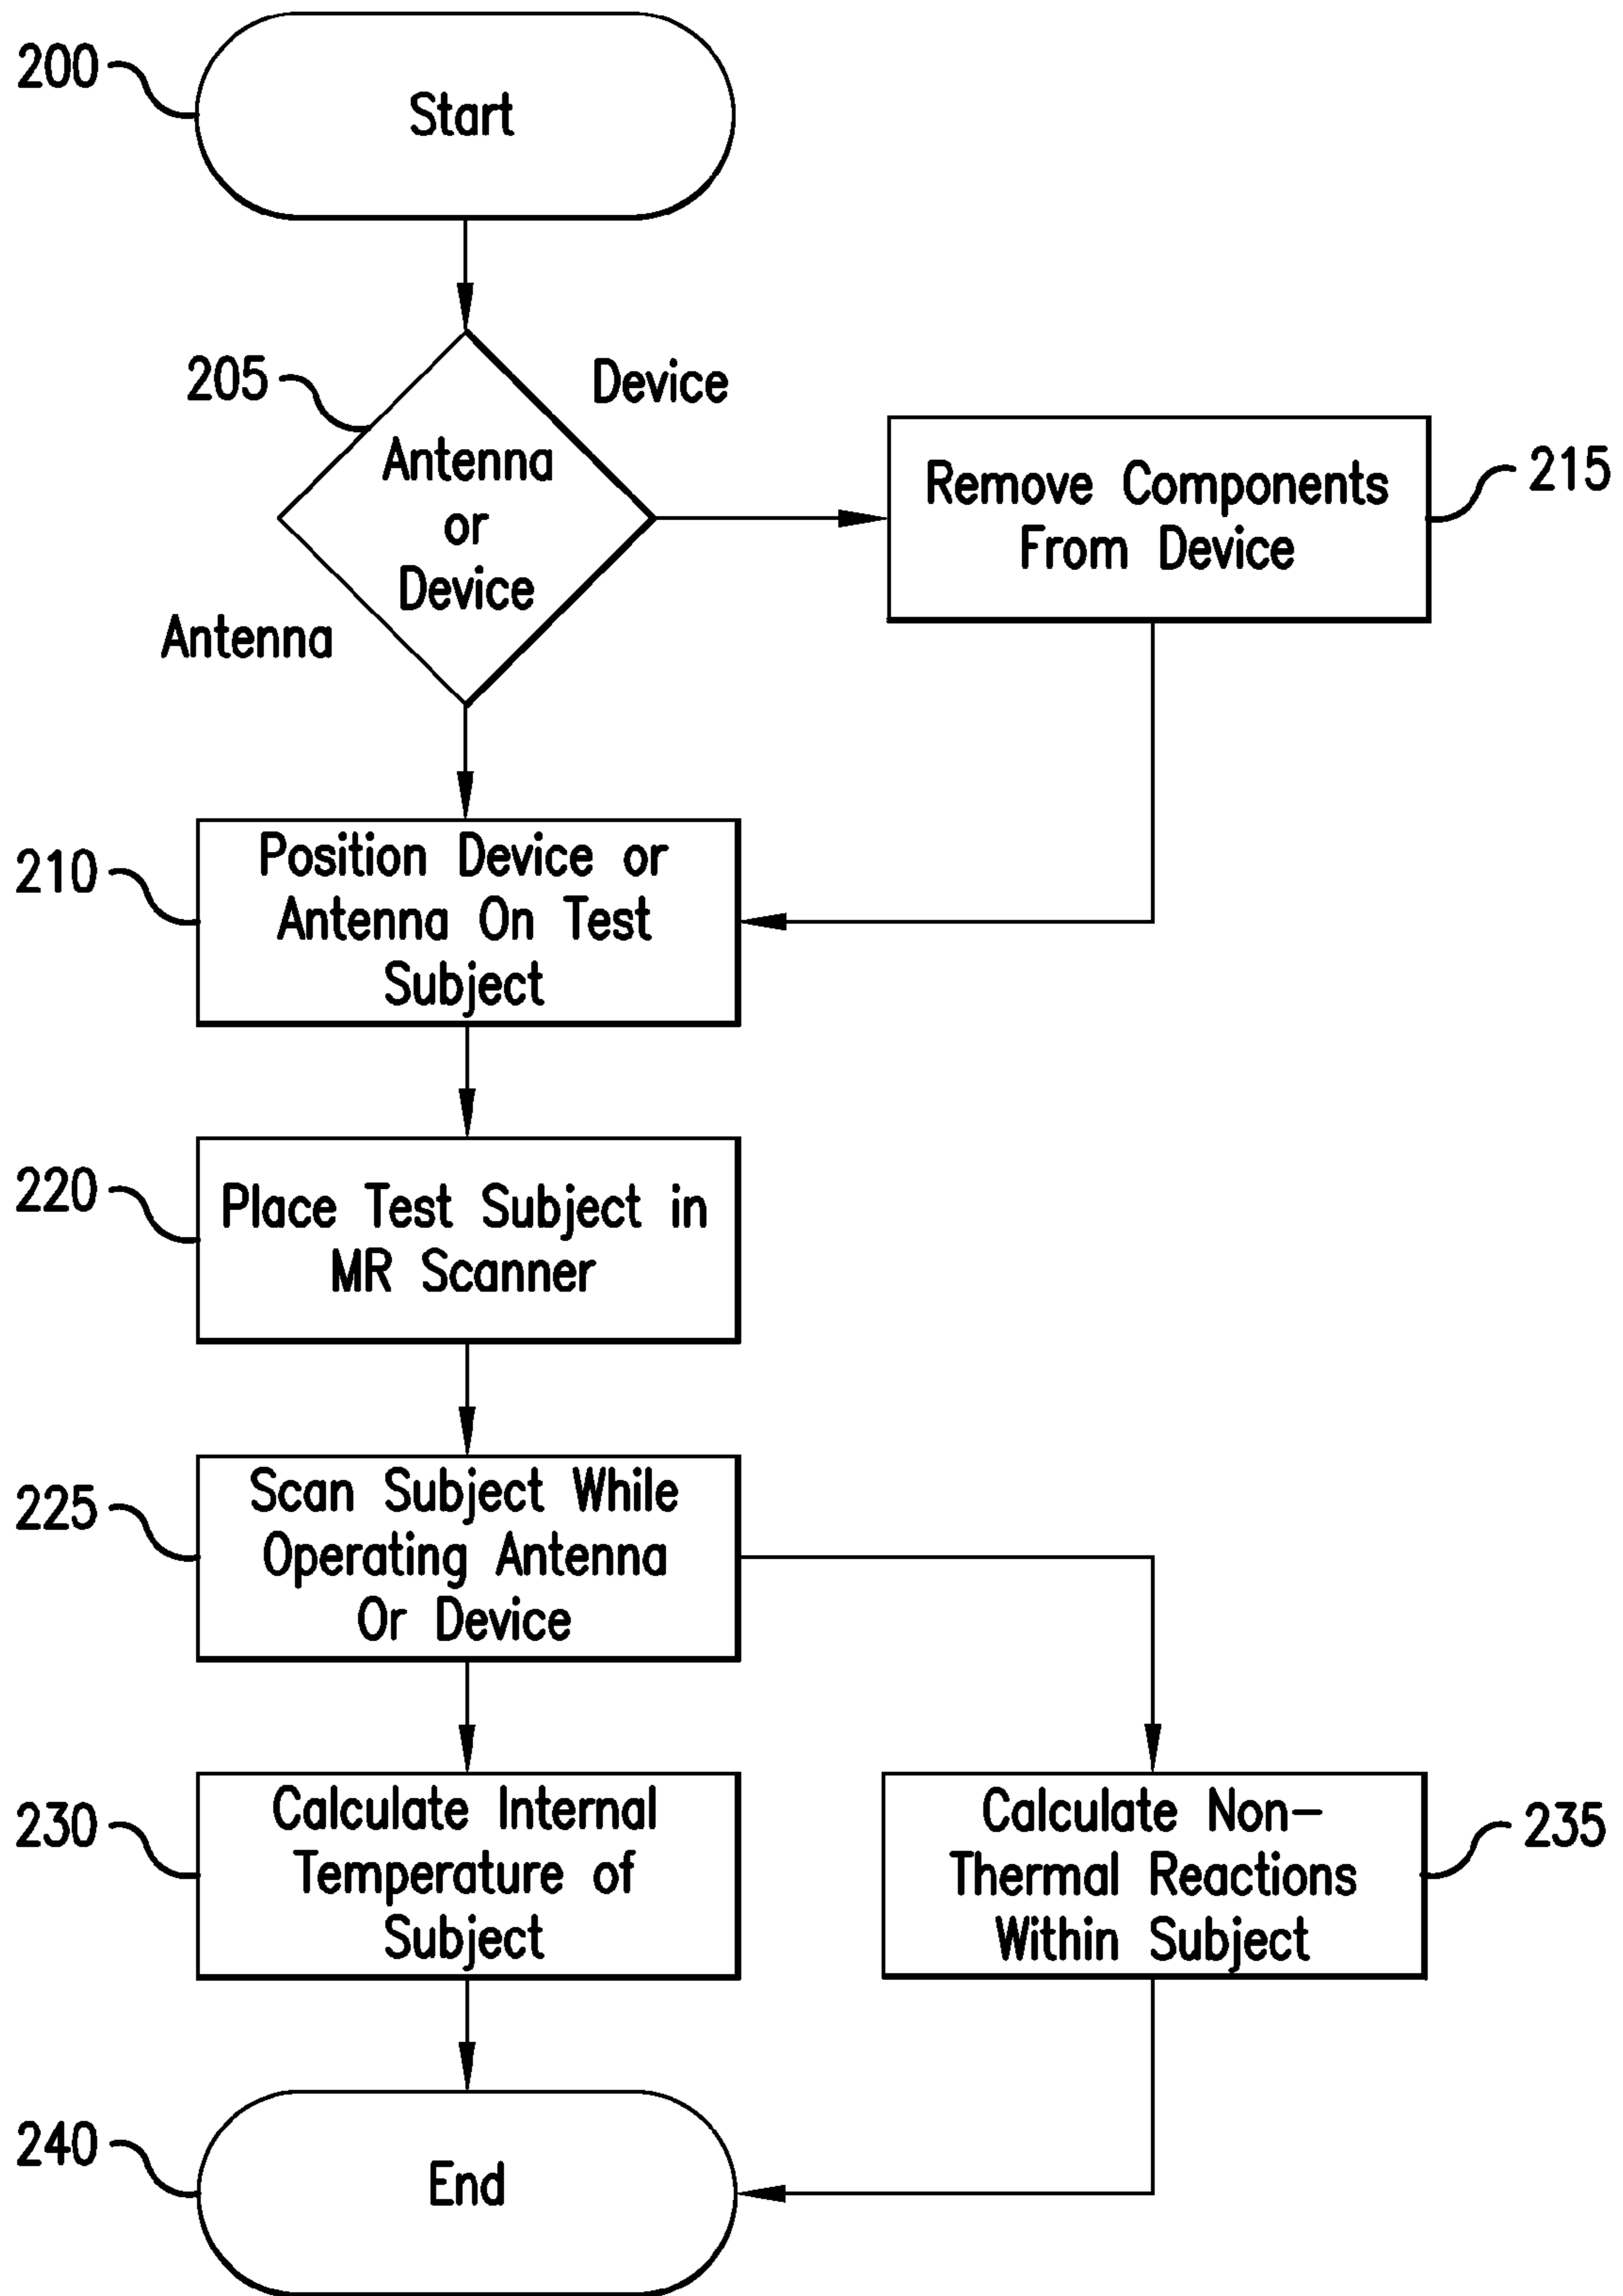 200
Start
205
Device
Antenna
or
Device
Antenna
Remove Components
From Device
215
210
Position Device or
Antenna On Test
Subject
220
Place Test Subject in
MR Scanner
225
Scan Subject While
Operating Antenna
Or Device
230
Calculate Internal
Temperature of
Subject
Calculate Non-
Thermal Reactions
Within Subject
235
240
End